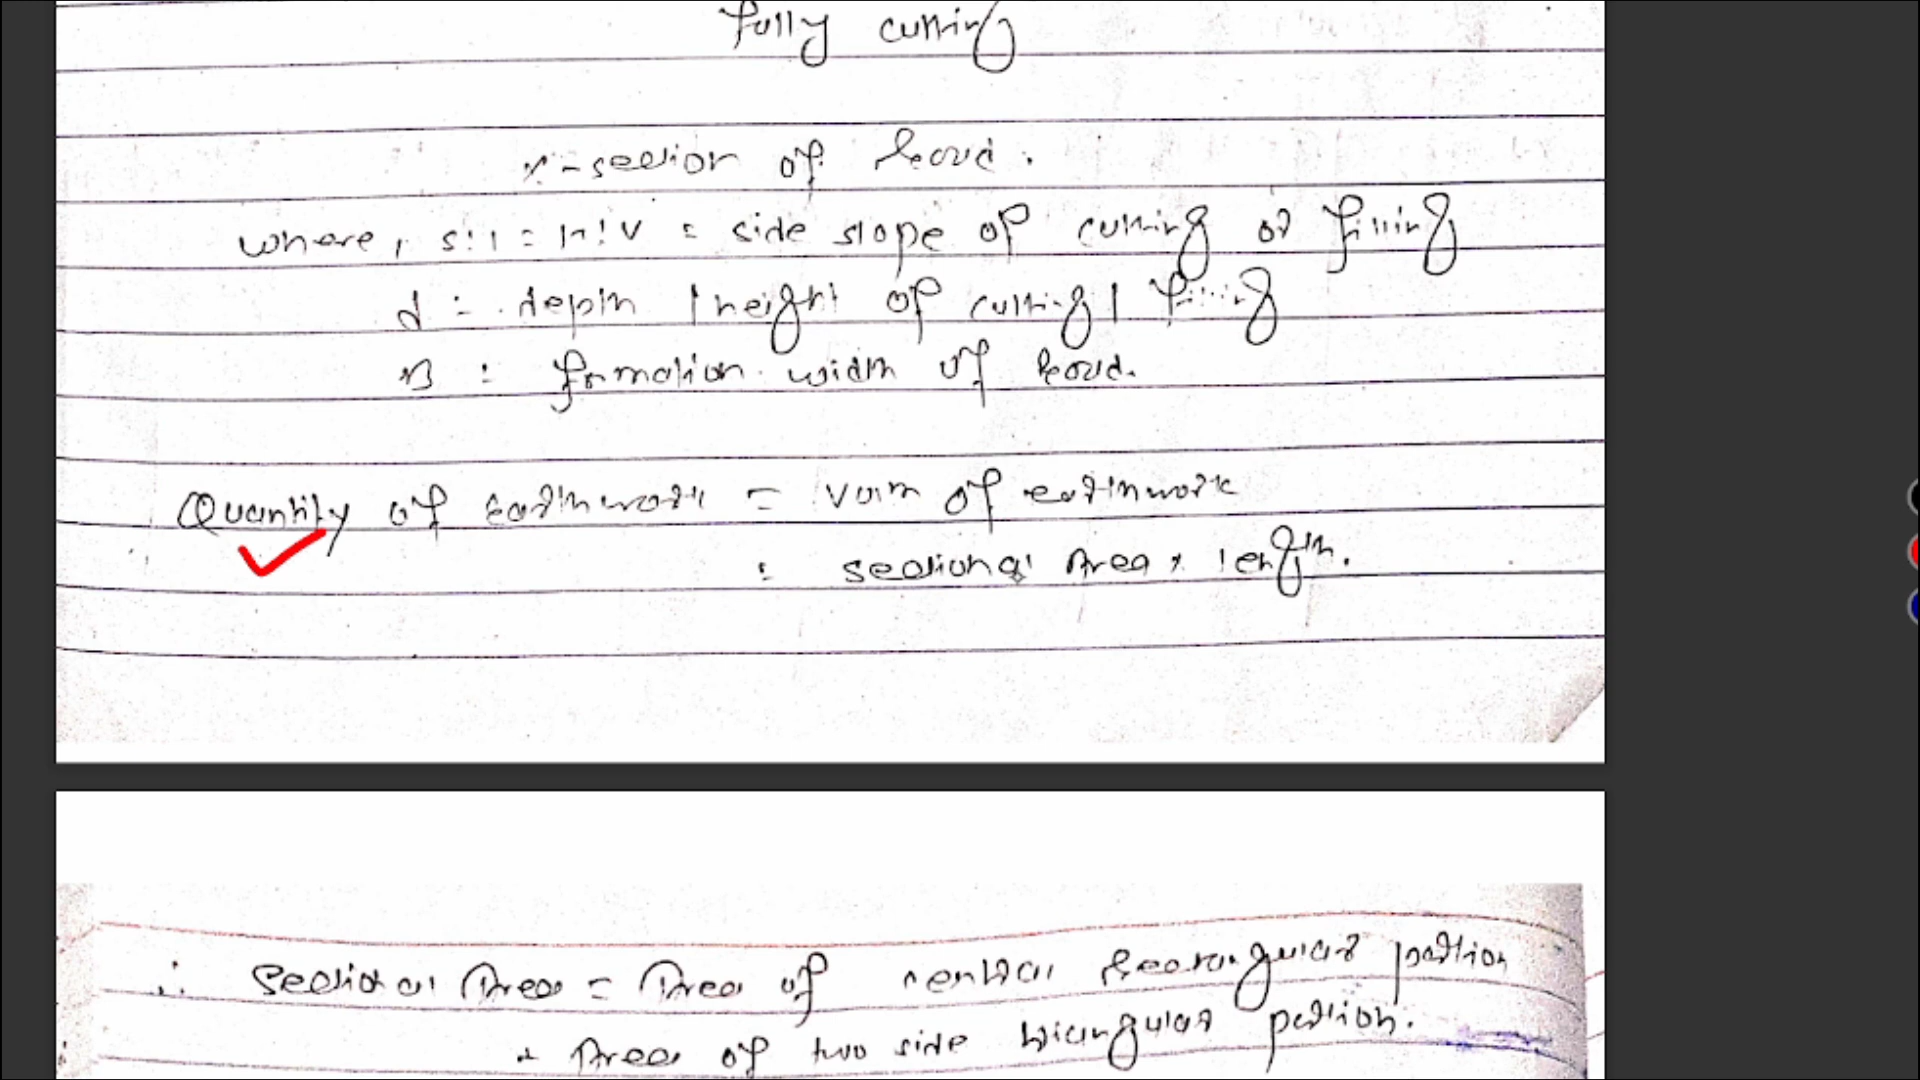 fully cutting
x-section of Road.
where, s:1 = H:V = side slope of cutting or filling
d = depth / height of cutting / filling
B = formation width of Road.
Quantity of Earthwork = Volm of earthwork
= sectional Area x length.
∴ Sectional Area = Area of central Rectangular portion
+ Area of two side triangular portion.